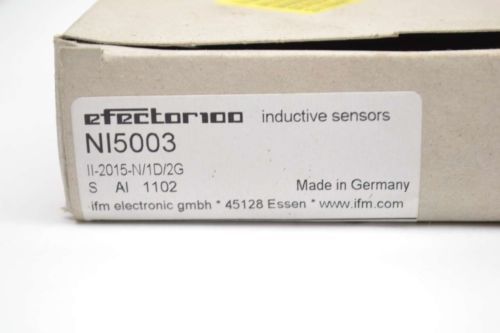 efector100 inductive sensors
NI5003
II-2015-N/1D/2G
S AI 1102 Made in Germany
ifm electronic gmbh * 45128 Essen * www.ifm.com